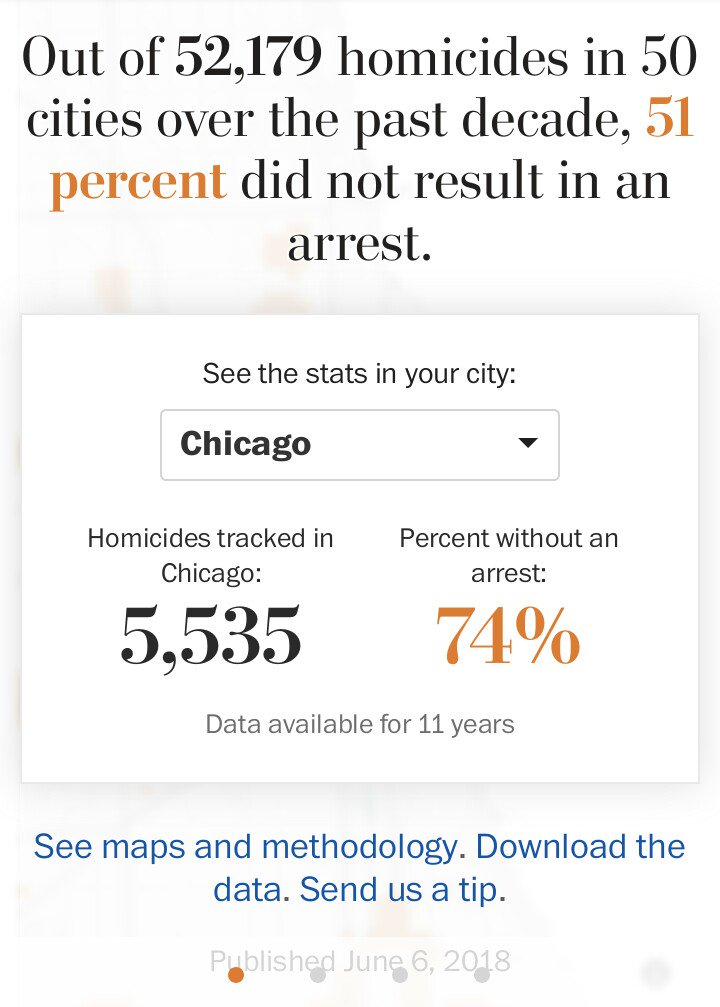 Out of 52,179 homicides in 50
cities over the past decade, 51
percent did not result in an
arrest.
See the stats in your city:
Chicago
Homicides tracked in
Chicago:
5,535
Percent without an
arrest:
74%
Data available for 11 years
See maps and methodology. Download the
data. Send us a tip.
Published June 6, 2018